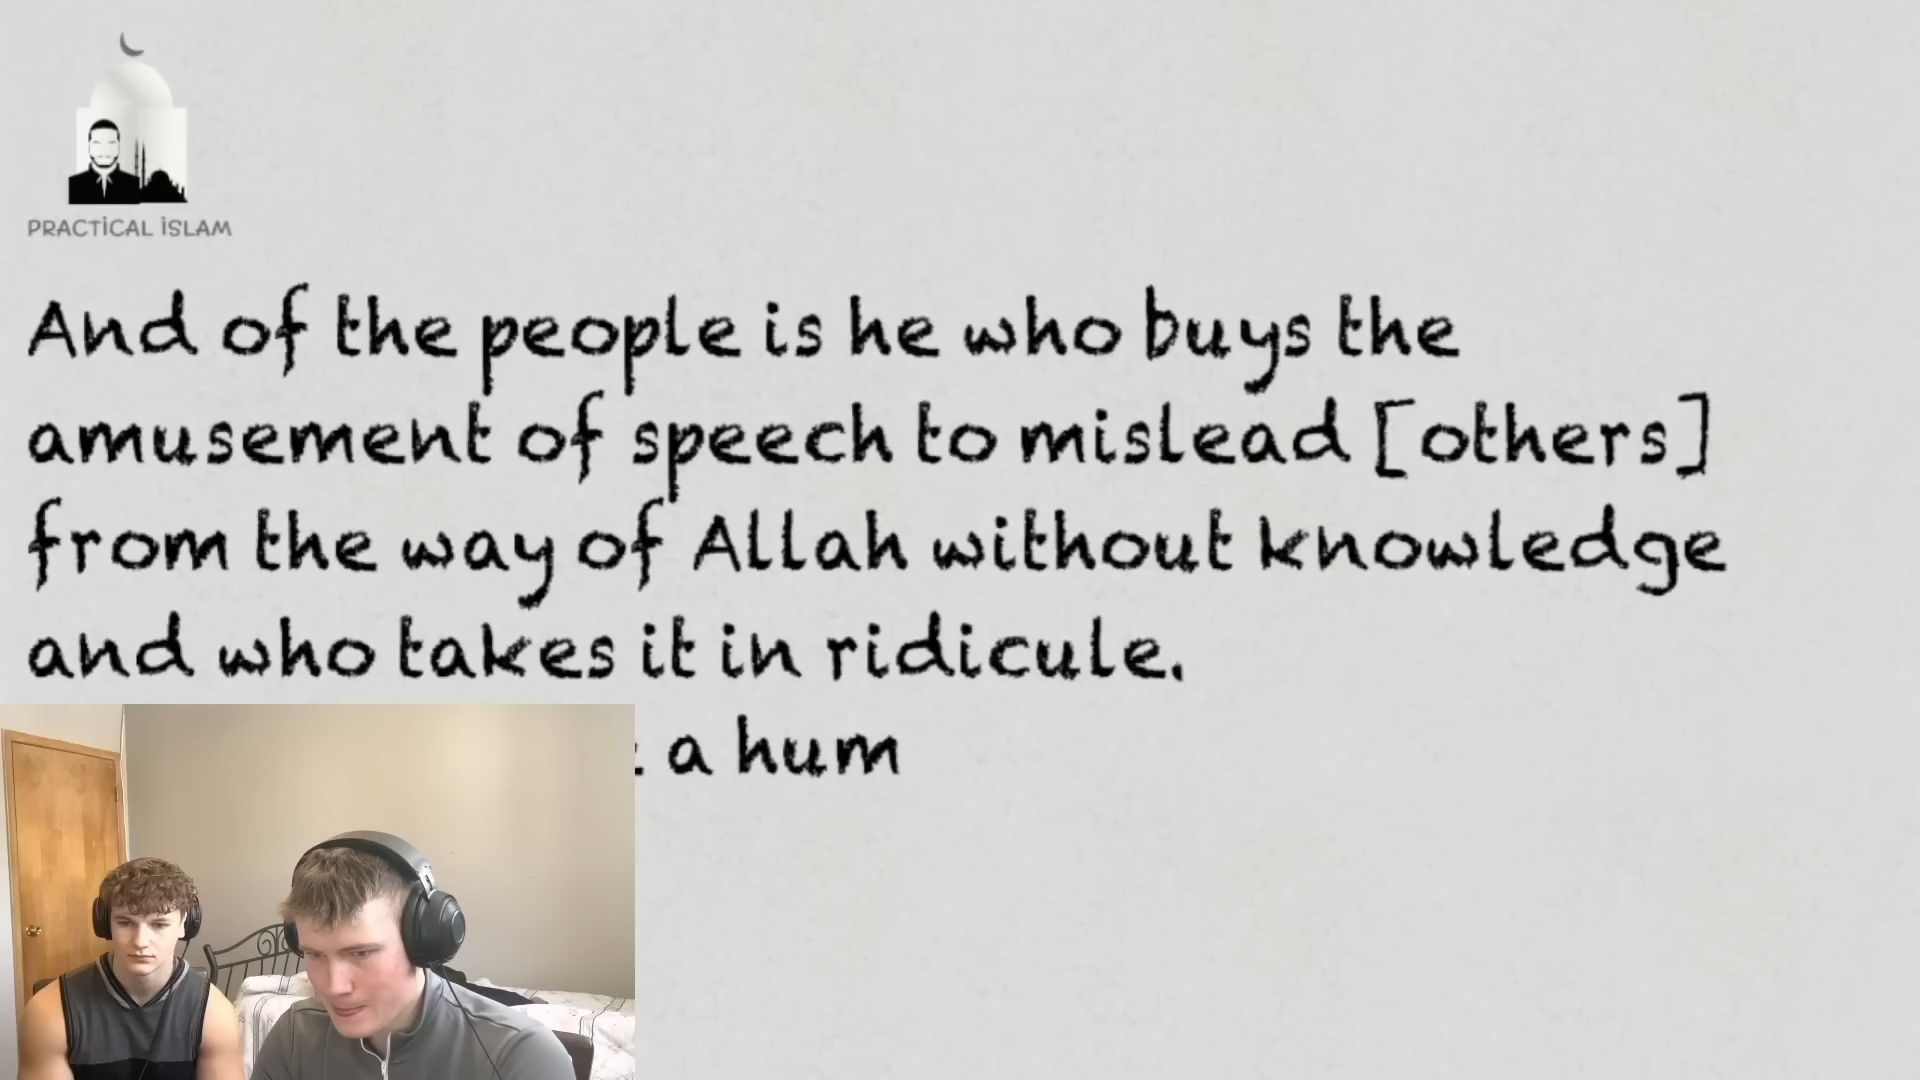 PRACTICAL ISLAM
And of the people is he who buys the
amusement of speech to mislead [others]
from the way of Allah without knowledge
and who takes it in ridicule.
a hum